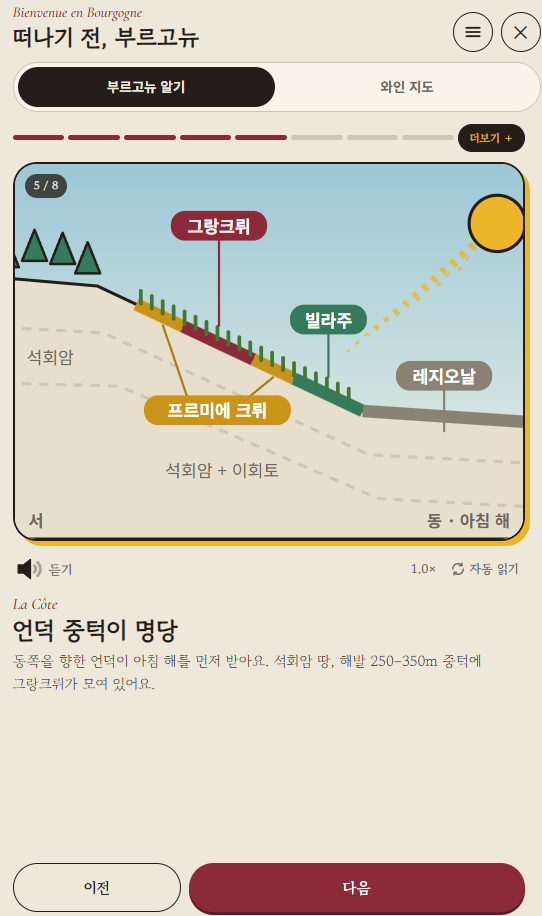 Bienvenue en Bourgogne
떠나기 전, 부르고뉴
부르고뉴 알기
와인 지도
더보기 +
5 / 8
그랑크뤼
빌라주
석회암
레지오날
프르미에 크뤼
석회암 + 이회토
서
동 · 아침 해
듣기
1.0×
자동 읽기
La Côte
언덕 중턱이 명당
동쪽을 향한 언덕이 아침 해를 먼저 받아요. 석회암 땅, 해발 250–350m 중턱에
그랑크뤼가 모여 있어요.
이전
다음